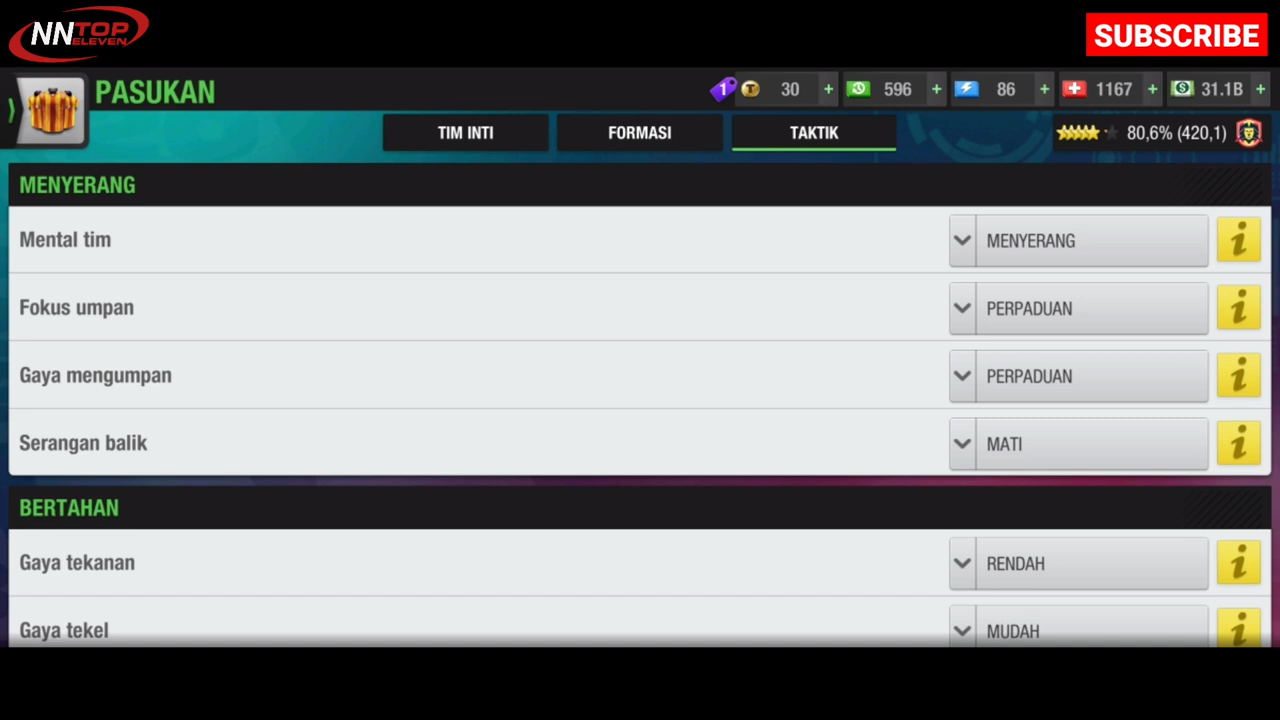 NNTOP
ELEVEN
SUBSCRIBE
PASUKAN
1
30 +
596 +
86 +
1167 +
31.1B +
TIM INTI
FORMASI
TAKTIK
80,6% (420,1)
MENYERANG
Mental tim
MENYERANG
i
Fokus umpan
PERPADUAN
i
Gaya mengumpan
PERPADUAN
i
Serangan balik
MATI
i
BERTAHAN
Gaya tekanan
RENDAH
i
Gaya tekel
MUDAH
i